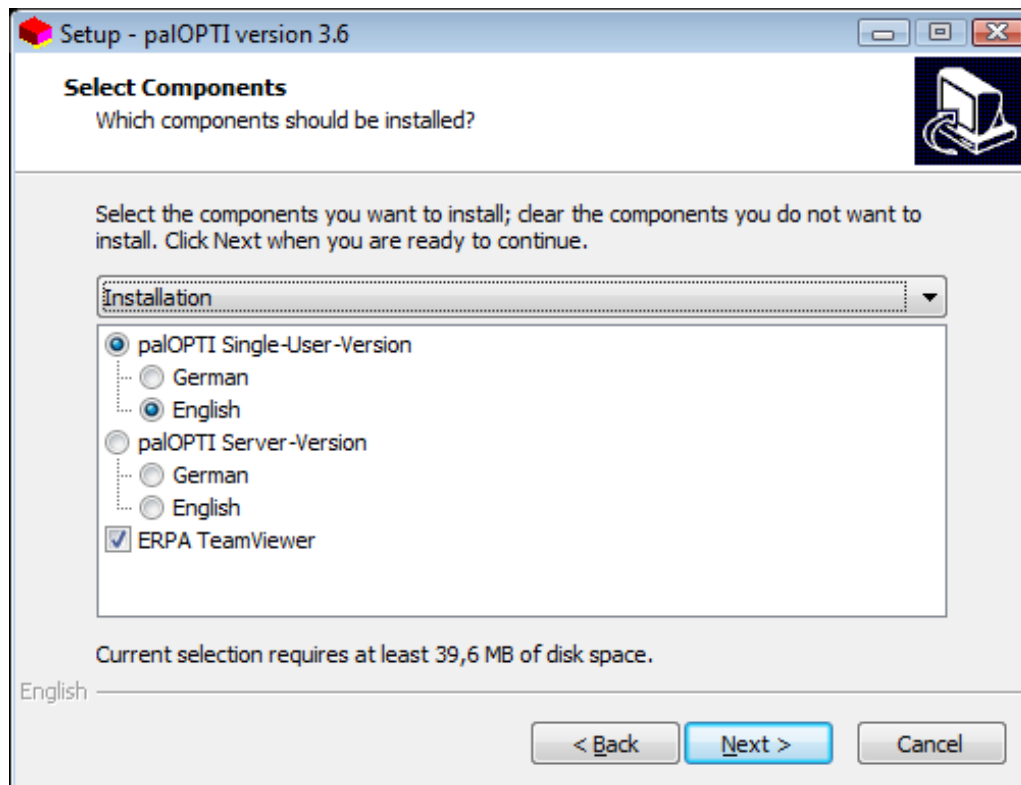 Setup - palOPTI version 3.6
Select Components
Which components should be installed?
Select the components you want to install; clear the components you do not want to
install. Click Next when you are ready to continue.
Installation
palOPTI Single-User-Version
German
English
palOPTI Server-Version
German
English
ERPA TeamViewer
Current selection requires at least 39,6 MB of disk space.
English
< Back Next > Cancel